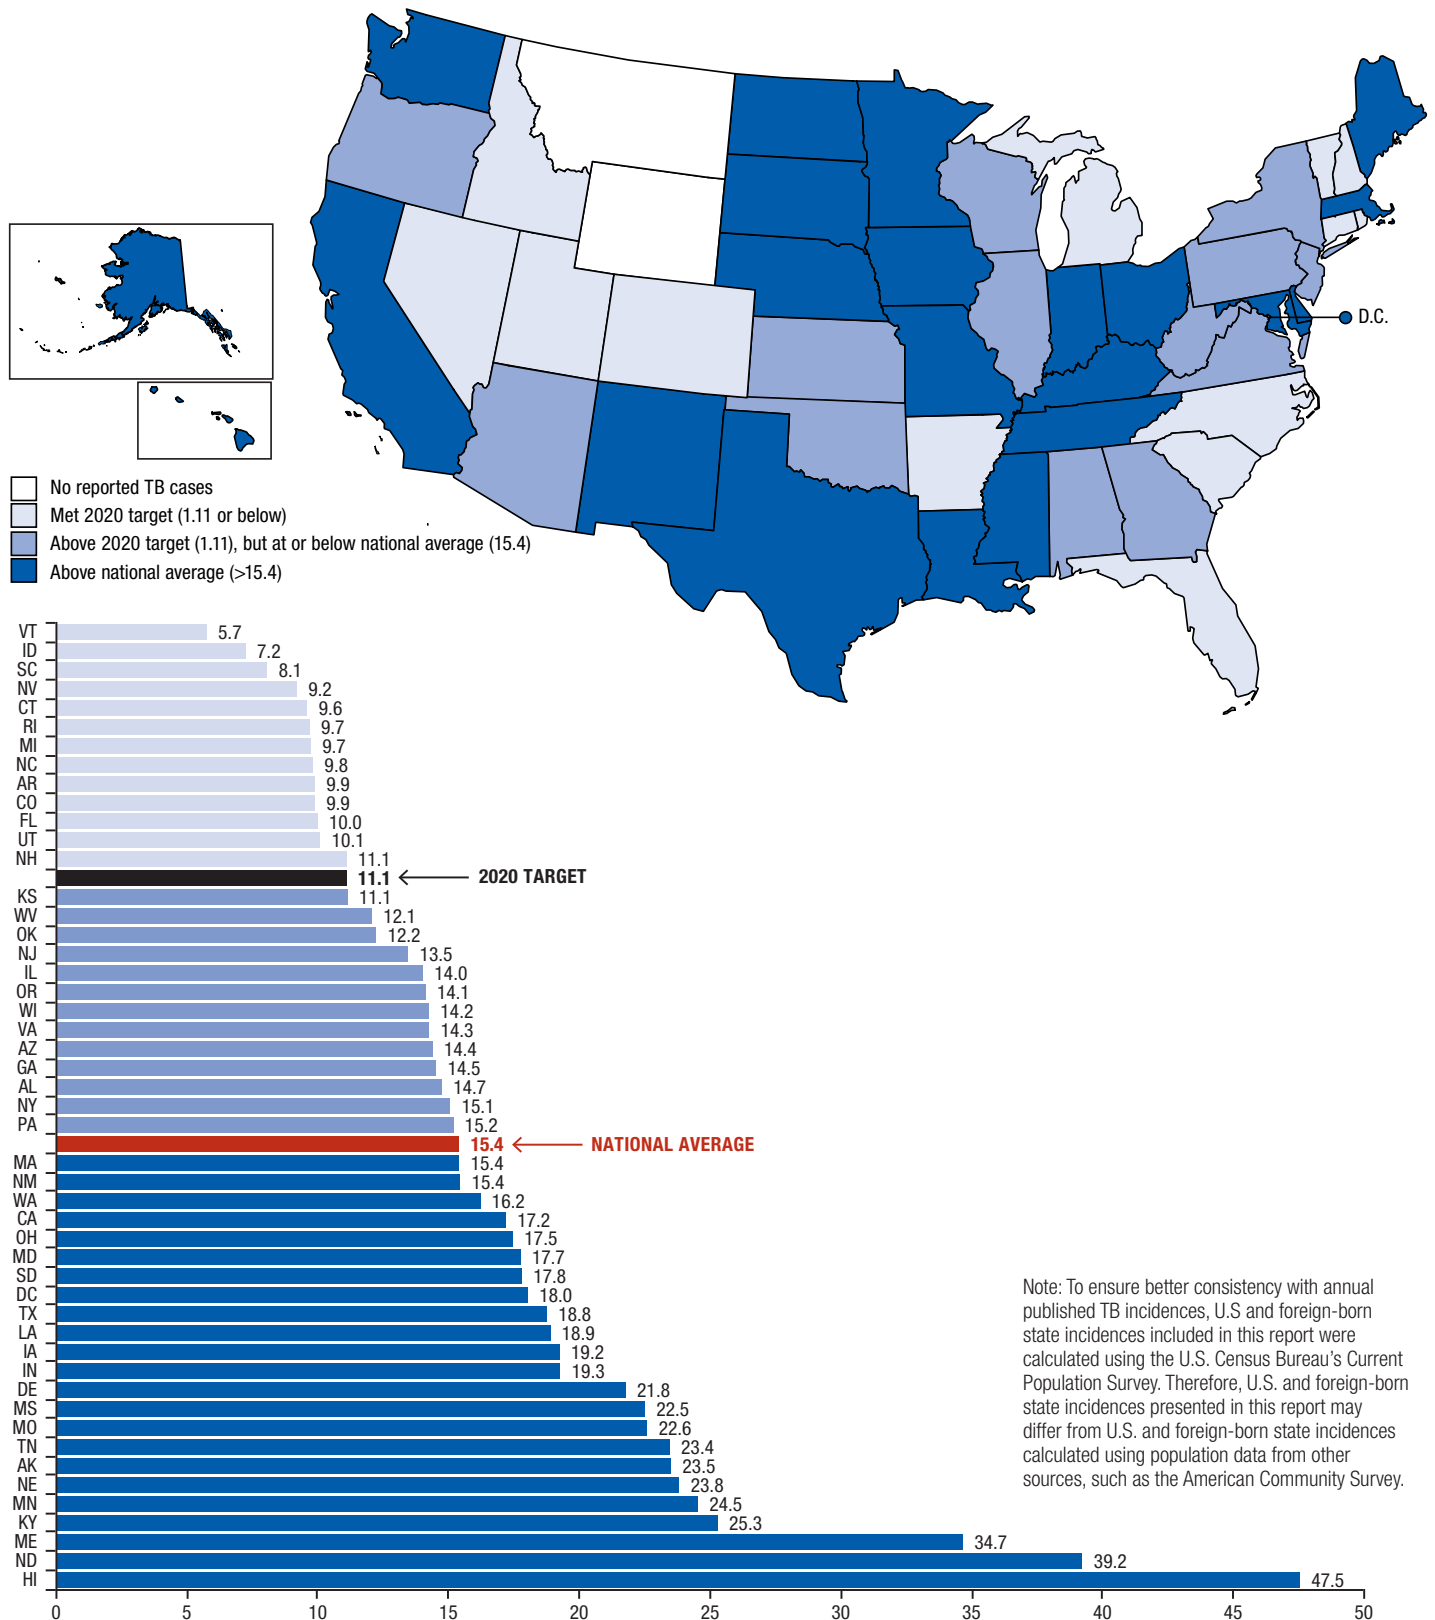 D.C.
No reported TB cases
Met 2020 target (1.11 or below)
Above 2020 target (1.11), but at or below national average (15.4)
Above national average (>15.4)
VT 5.7
ID 7.2
SC 8.1
NV 9.2
CT 9.6
RI 9.7
MI 9.7
NC 9.8
AR 9.9
CO 9.9
FL 10.0
UT 10.1
NH 11.1
11.1 2020 TARGET
KS 11.1
WV 12.1
OK 12.2
NJ 13.5
IL 14.0
OR 14.1
WI 14.2
VA 14.3
AZ 14.4
GA 14.5
AL 14.7
NY 15.1
PA 15.2
15.4 NATIONAL AVERAGE
MA 15.4
NM 15.4
WA 16.2
CA 17.2
OH 17.5
MD 17.7
SD 17.8
DC 18.0
TX 18.8
LA 18.9
IA 19.2
IN 19.3
DE 21.8
MS 22.5
MO 22.6
TN 23.4
AK 23.5
NE 23.8
MN 24.5
KY 25.3
ME 34.7
ND 39.2
HI 47.5
0 5 10 15 20 25 30 35 40 45 50
Note: To ensure better consistency with annual
published TB incidences, U.S and foreign-born
state incidences included in this report were
calculated using the U.S. Census Bureau's Current
Population Survey. Therefore, U.S. and foreign-born
state incidences presented in this report may
differ from U.S. and foreign-born state incidences
calculated using population data from other
sources, such as the American Community Survey.